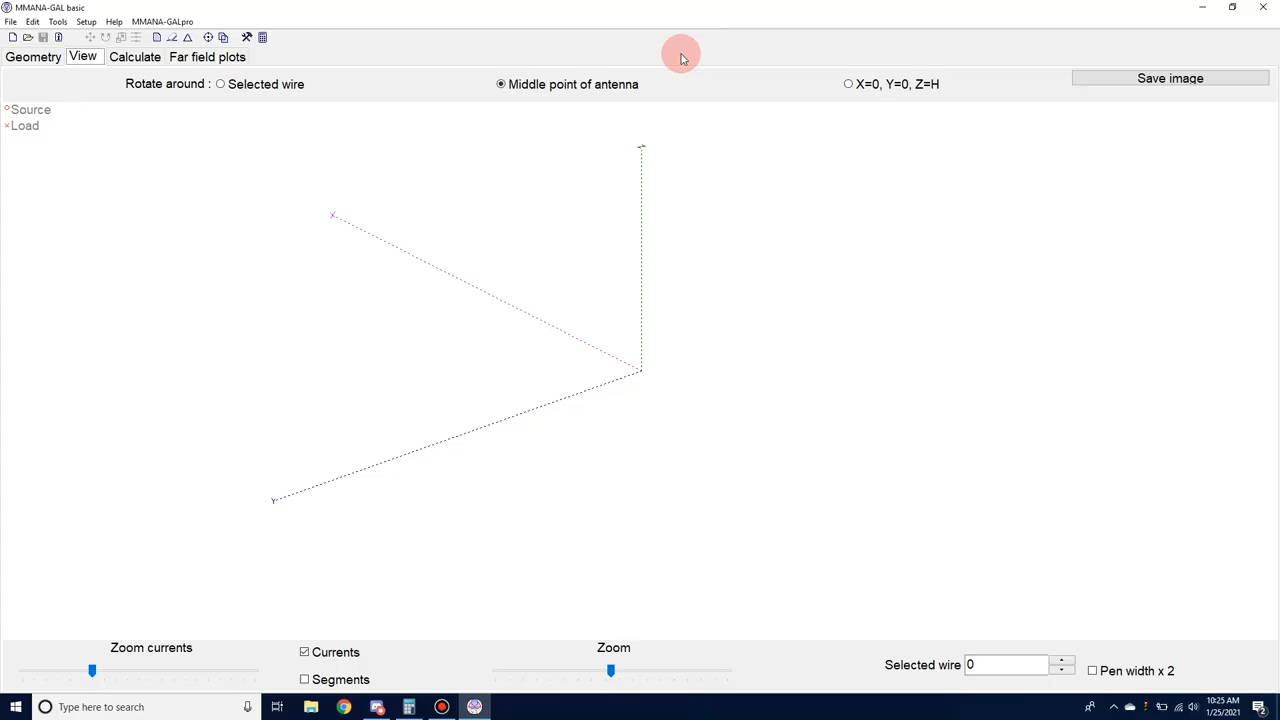 MMANA-GAL basic
File Edit Tools Setup Help MMANA-GALpro
Geometry View Calculate Far field plots
Rotate around : Selected wire Middle point of antenna X=0, Y=0, Z=H Save image
Source
Load
X
Y
Zoom currents Currents Zoom Selected wire 0 Pen width x 2
Segments
Type here to search
10:25 AM
1/25/2021
2